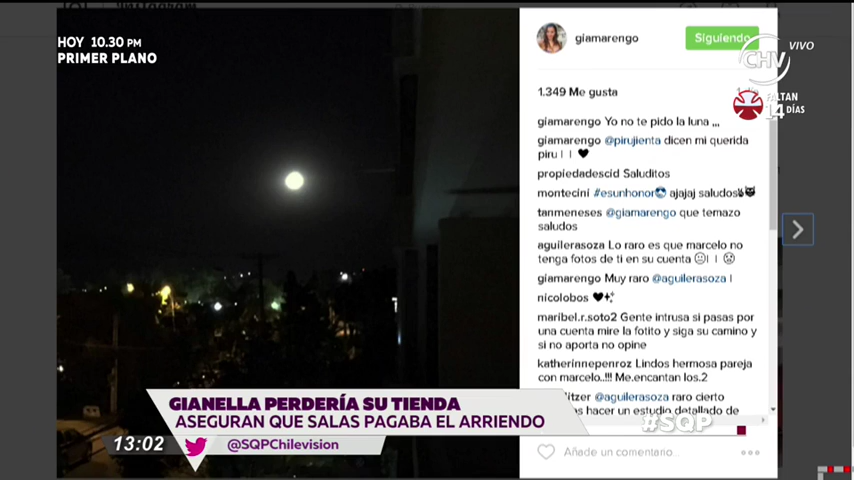 HOY 10.30 PM
PRIMER PLANO
giamarengo
Siguiendo
CHV
VIVO
FALTAN
14 DÍAS
1.349 Me gusta
giamarengo Yo no te pido la luna ,,,
giamarengo @pirujienta dicen mi querida
piru | | 🖤
propiedadescid Saluditos
montecini #esunhonor ajajaj saludos
tanmeneses @giamarengo que temazo
saludos
aguilerasoza Lo raro es que marcelo no
tenga fotos de ti en su cuenta | |
giamarengo Muy raro @aguilerasoza |
nicolobos 🖤✨
maribel.r.soto2 Gente intrusa si pasas por
una cuenta mire la fotito y siga su camino y
si no aporta no opine
katherinnepenroz Lindos hermosa pareja
con marcelo..!!! Me.encantan los.2
@aguilerasoza raro cierto
hacer un estudio detallado de
Añade un comentario...
GIANELLA PERDERÍA SU TIENDA
ASEGURAN QUE SALAS PAGABA EL ARRIENDO
#SQP
13:02
@SQPChilevision